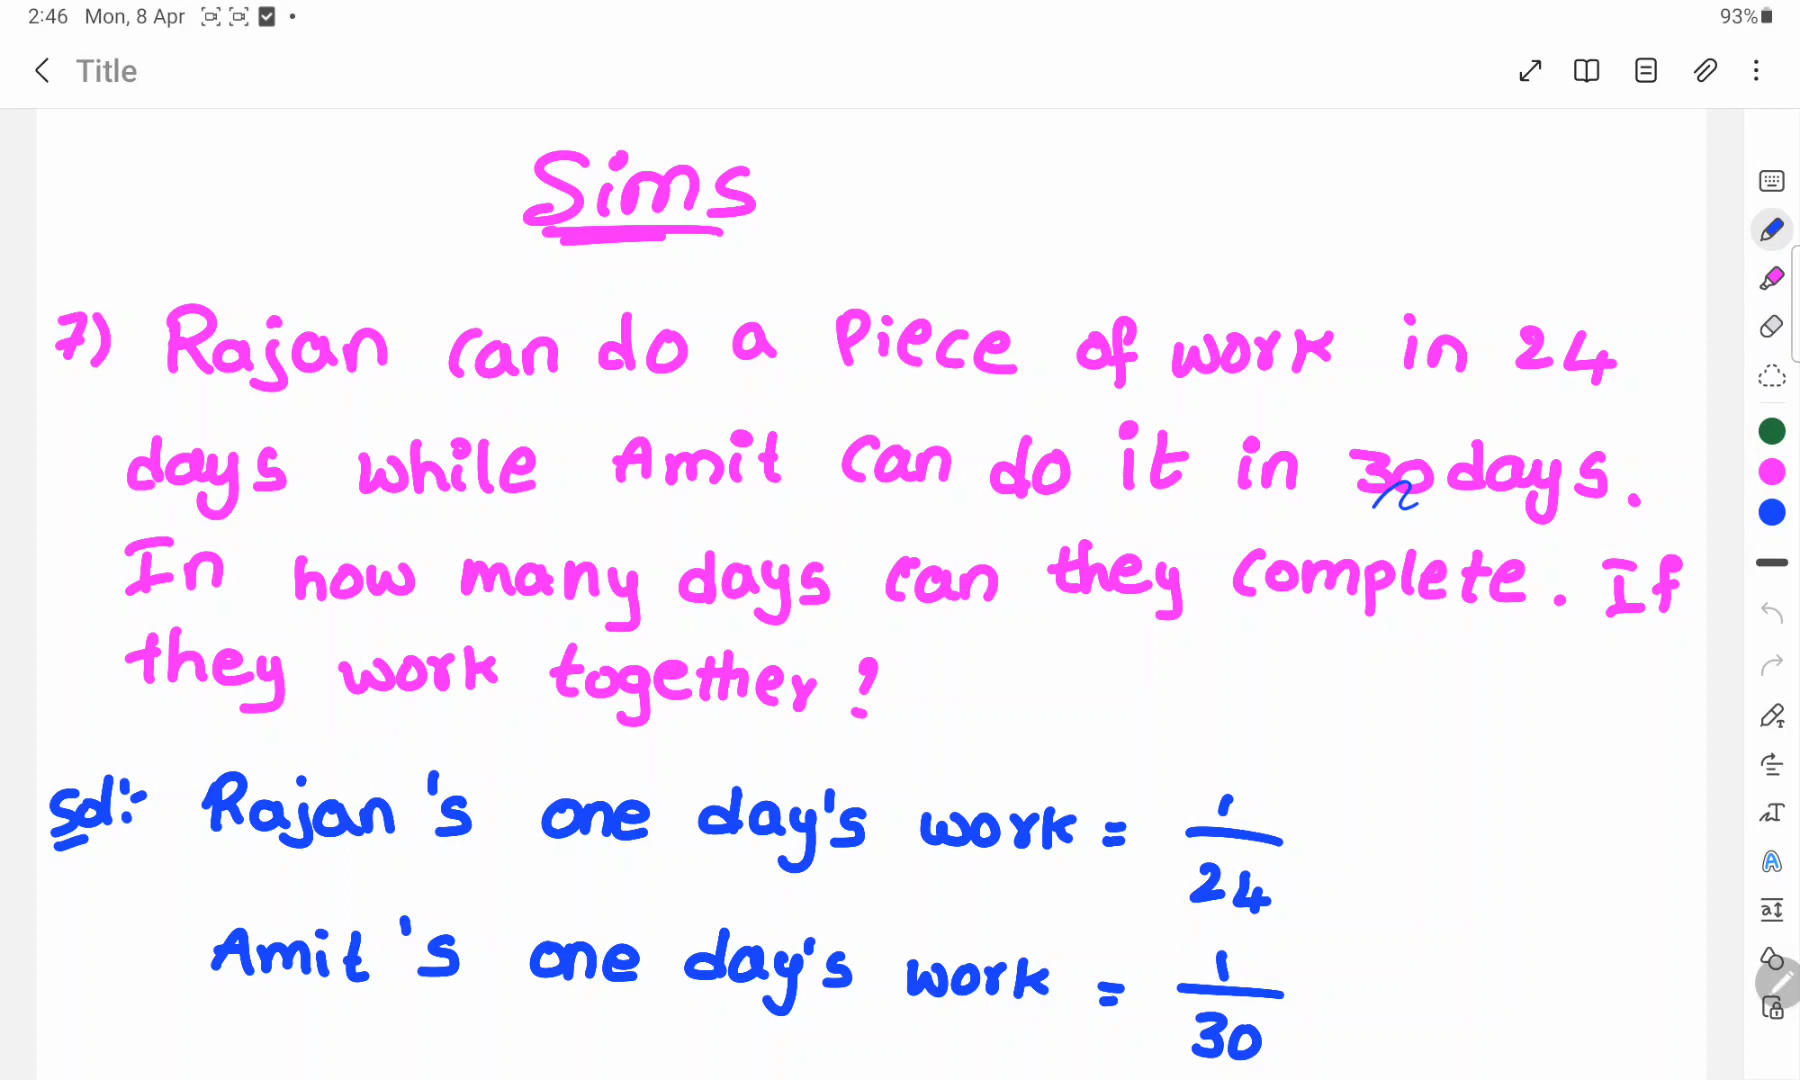 2:46 Mon, 8 Apr
93%
Title
Sims
7) Rajan can do a Piece of work in 24
days while Amit can do it in 30 days.
In how many days can they complete. If
they work together?
Sol:- Rajan's one day's work = 1/24
Amit's one day's work = 1/30